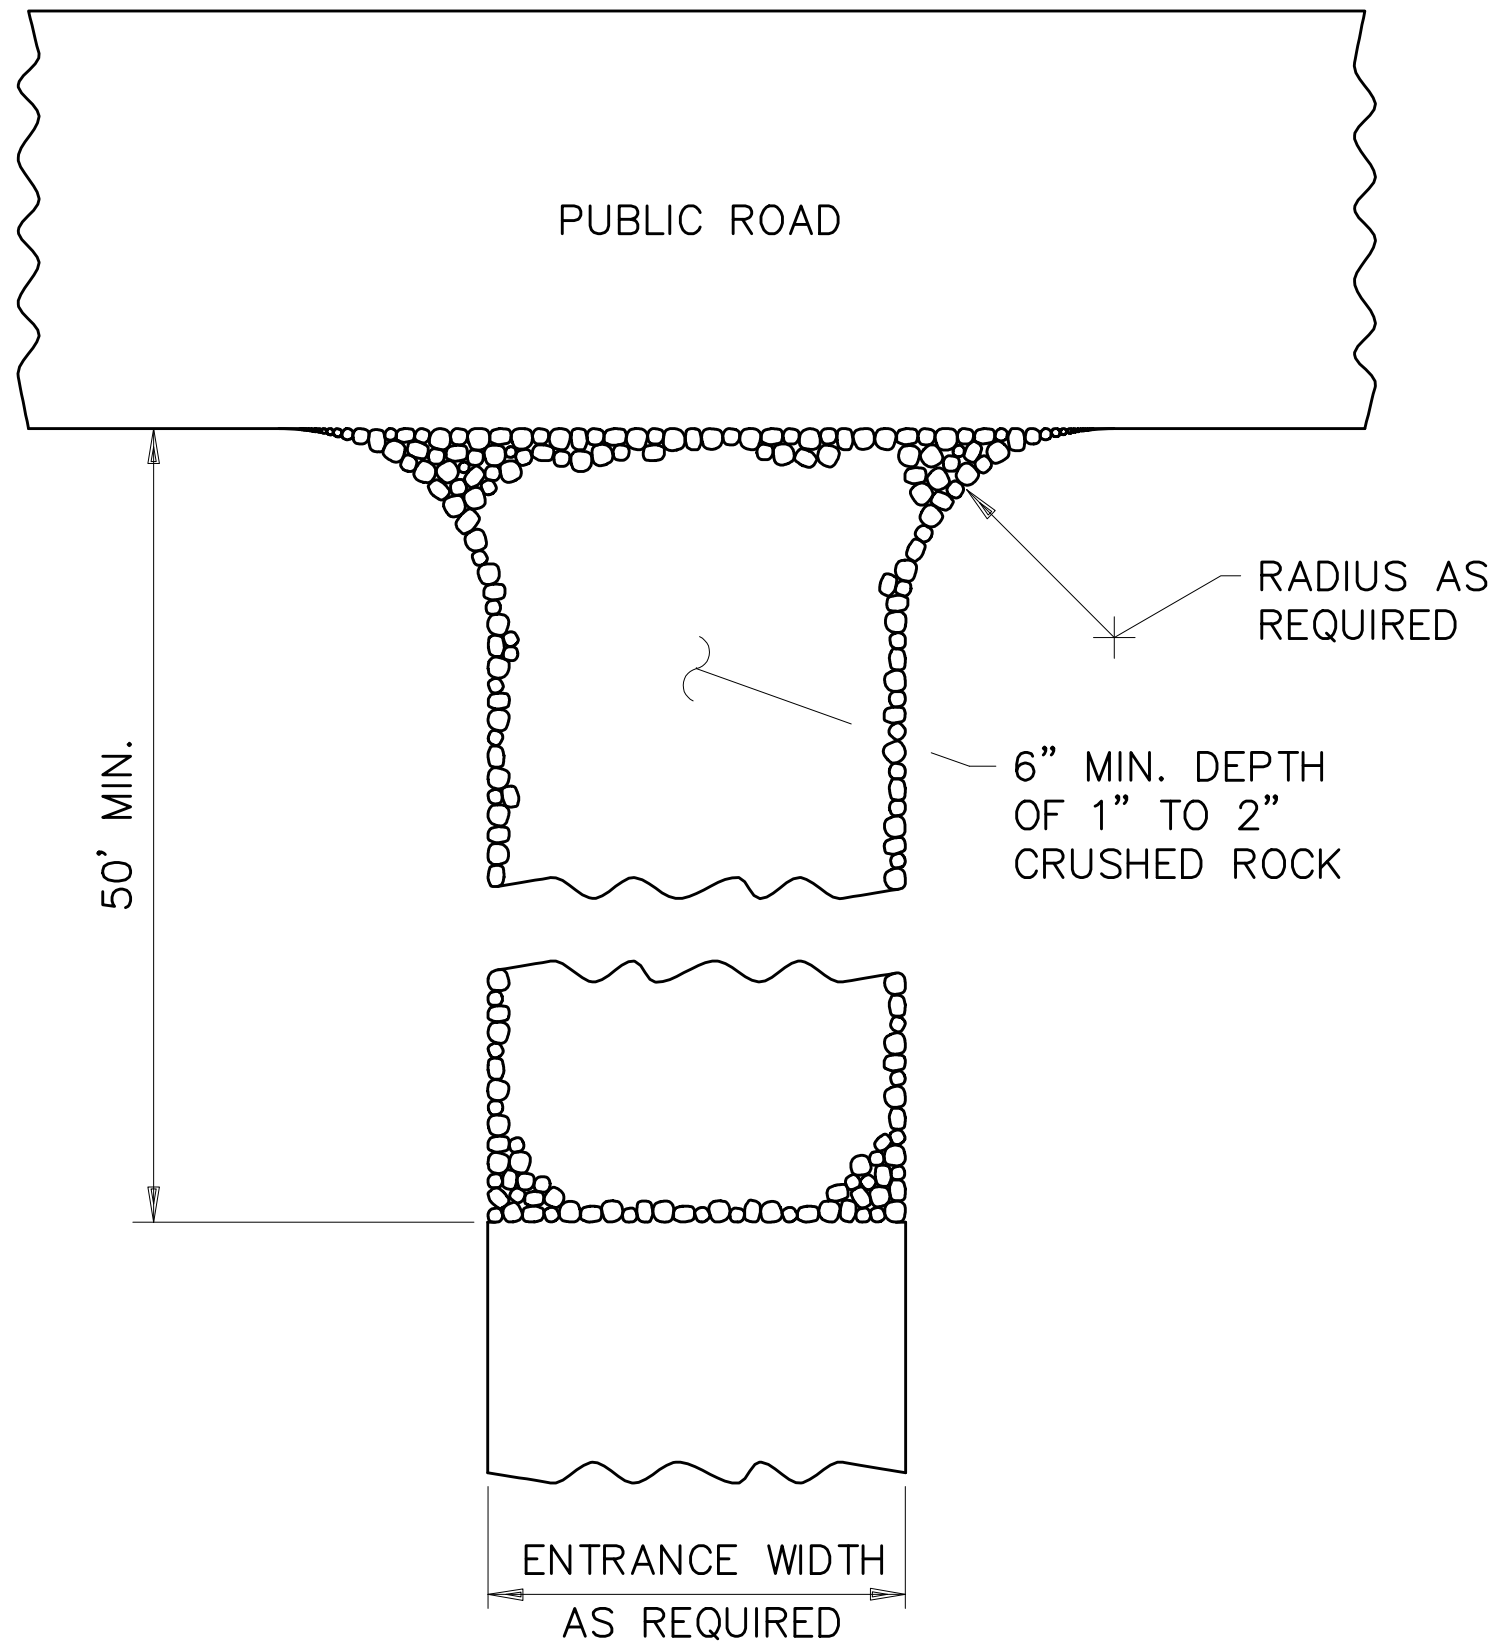 PUBLIC ROAD
RADIUS AS
REQUIRED
6” MIN. DEPTH
OF 1” TO 2”
CRUSHED ROCK
50’ MIN.
ENTRANCE WIDTH
AS REQUIRED